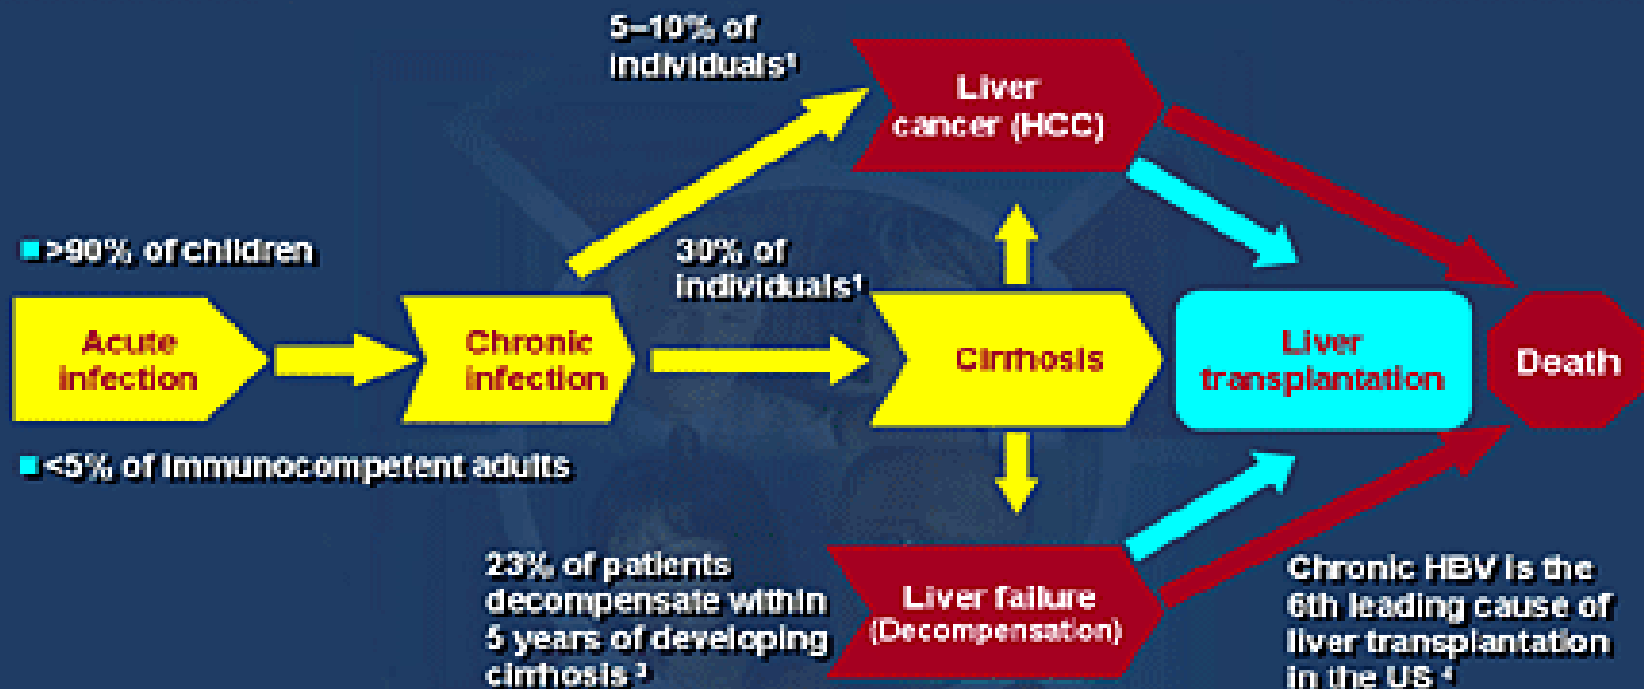 5–10% of
individuals¹
Liver
cancer (HCC)
>90% of children
30% of
individuals¹
Acute
infection
Chronic
infection
Cirrhosis
Liver
transplantation
Death
<5% of immunocompetent adults
23% of patients
decompensate within
5 years of developing
cirrhosis ³
Liver failure
(Decompensation)
Chronic HBV is the
6th leading cause of
liver transplantation
in the US ⁴